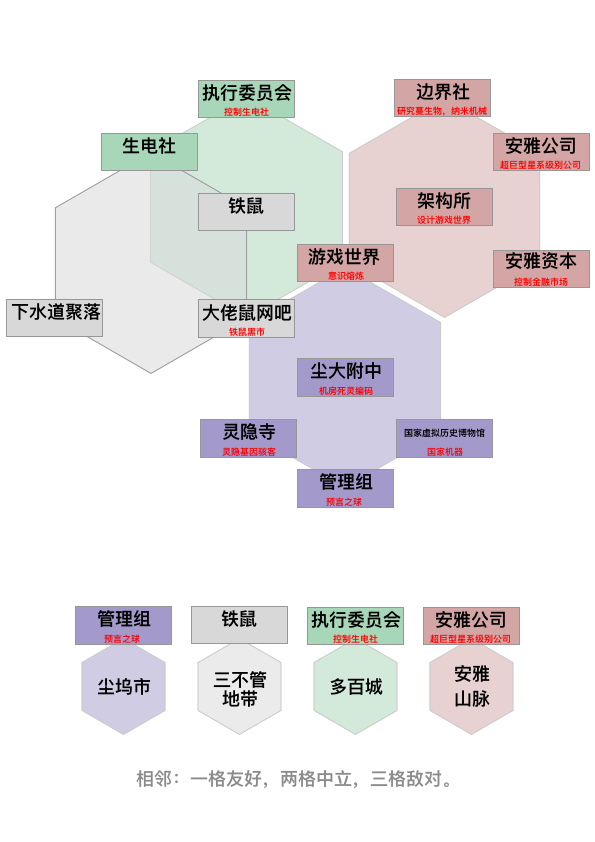 执行委员会
控制生电社
边界社
研究蔓生物，纳米机械
生电社
安雅公司
超巨型星系级别公司
铁鼠
架构所
设计游戏世界
游戏世界
意识熔炼
安雅资本
控制金融市场
下水道聚落
大佬鼠网吧
铁鼠黑市
尘大附中
机房死灵编码
灵隐寺
灵隐基因骇客
国家虚拟历史博物馆
国家机器
管理组
预言之球
管理组
预言之球
铁鼠
执行委员会
控制生电社
安雅公司
超巨型星系级别公司
尘坞市
三不管
地带
多百城
安雅
山脉
相邻：一格友好，两格中立，三格敌对。